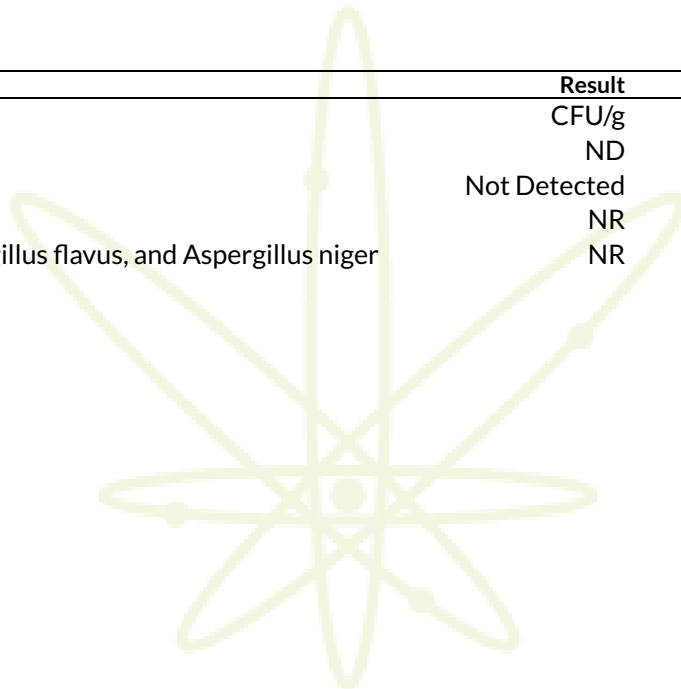 Result
CFU/g
ND
Not Detected
NR
illus flavus, and Aspergillus niger NR